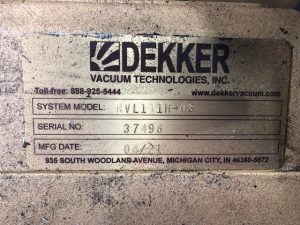 DEKKER
VACUUM TECHNOLOGIES, INC.
Toll-free: 888-925-5444 www.dekkervacuum.com
SYSTEM MODEL:
SERIAL NO: 37498
MFG DATE:
935 SOUTH WOODLAND AVENUE, MICHIGAN CITY, IN 46360-5672